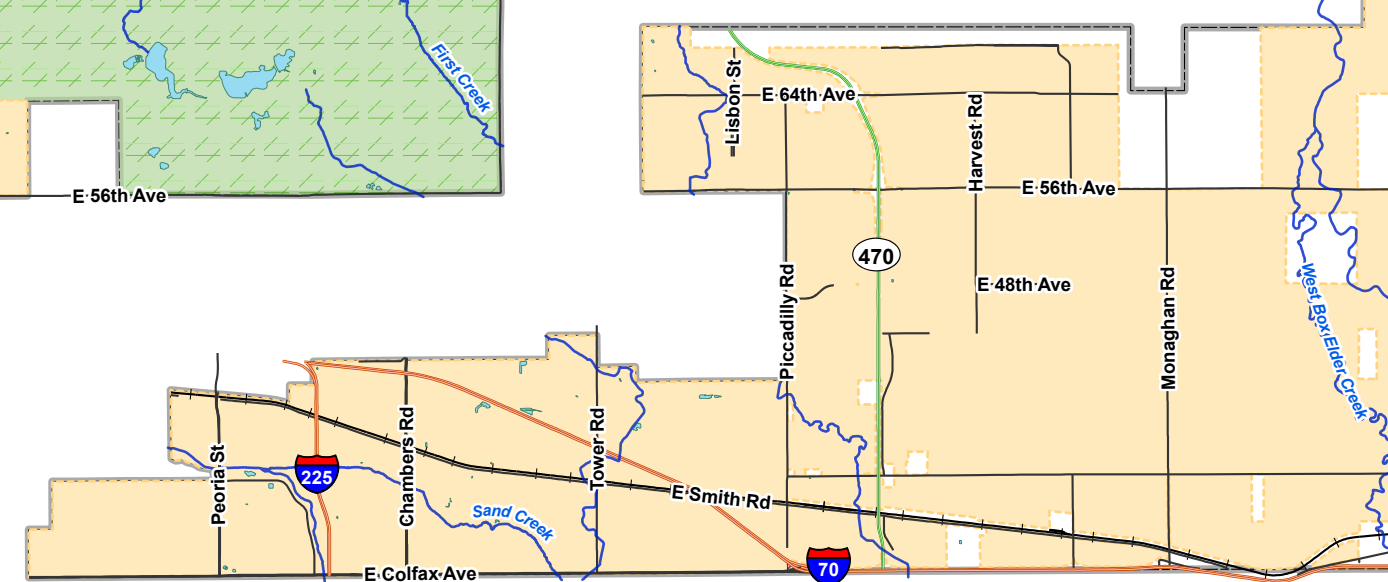 First Creek
Lisbon St
E 64th Ave
Harvest Rd
E 56th Ave
E 56th Ave
470
Piccadilly Rd
E 48th Ave
Monaghan Rd
West Box Elder Creek
Peoria St
225
Chambers Rd
Tower Rd
E Smith Rd
Sand Creek
E Colfax Ave
70